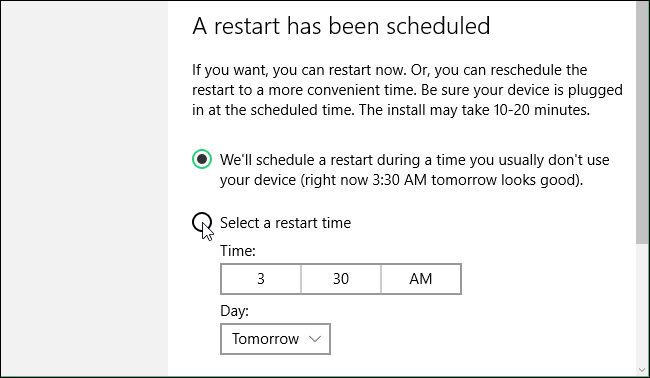 A restart has been scheduled
If you want, you can restart now. Or, you can reschedule the
restart to a more convenient time. Be sure your device is plugged
in at the scheduled time. The install may take 10-20 minutes.
We'll schedule a restart during a time you usually don't use
your device (right now 3:30 AM tomorrow looks good).
Select a restart time
Time:
3 30 AM
Day:
Tomorrow